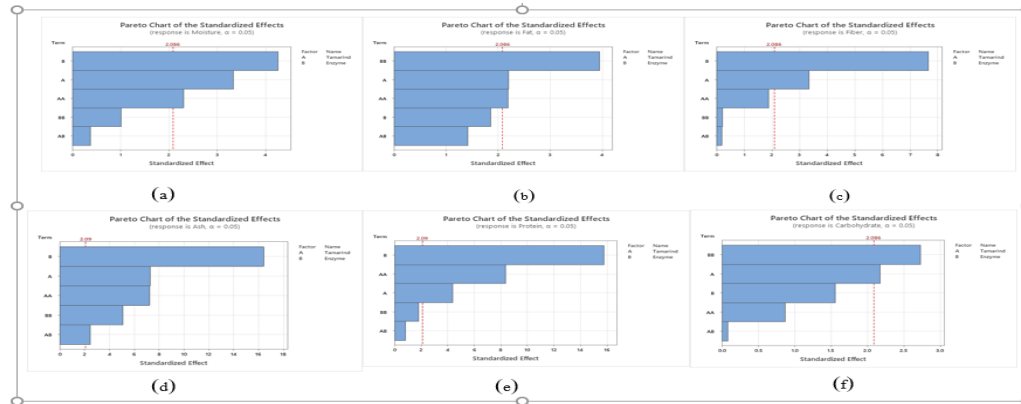 Pareto Chart of the Standardized Effects
(response is Moisture, α = 0.05)
Term
2.086
Factor Name
A Tamarind
B Enzyme
B
A
AA
BB
AB
0 1 2 3 4
Standardized Effect
(a)
Pareto Chart of the Standardized Effects
(response is Fat, α = 0.05)
Term
2.086
Factor Name
A Tamarind
B Enzyme
BB
A
AA
B
AB
0 1 2 3 4
Standardized Effect
(b)
Pareto Chart of the Standardized Effects
(response is Fiber, α = 0.05)
Term
2.086
Factor Name
A Tamarind
B Enzyme
B
A
AA
BB
AB
0 1 2 3 4 5 6 7 8
Standardized Effect
(c)
Pareto Chart of the Standardized Effects
(response is Ash, α = 0.05)
Term
2.09
Factor Name
A Tamarind
B Enzyme
B
A
AA
BB
AB
0 2 4 6 8 10 12 14 16 18
Standardized Effect
(d)
Pareto Chart of the Standardized Effects
(response is Protein, α = 0.05)
Term
2.09
Factor Name
A Tamarind
B Enzyme
B
AA
A
BB
AB
0 2 4 6 8 10 12 14 16
Standardized Effect
(e)
Pareto Chart of the Standardized Effects
(response is Carbohydrate, α = 0.05)
Term
2.086
Factor Name
A Tamarind
B Enzyme
BB
A
B
AA
AB
0.0 0.5 1.0 1.5 2.0 2.5 3.0
Standardized Effect
(f)